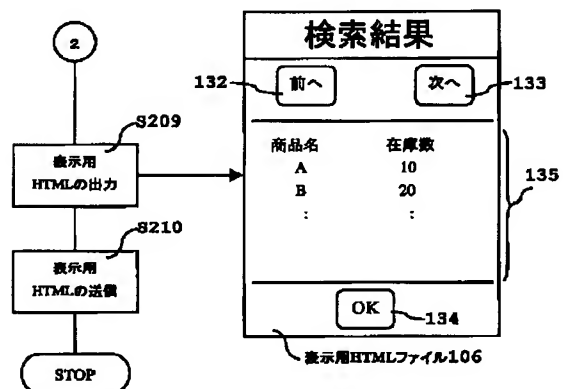 2
S209
表示用
HTMLの出力
S210
表示用
HTMLの送信
STOP
検索結果
132
前へ
次へ
133
商品名 在庫数
A 10
B 20
: :
135
OK
134
表示用HTMLファイル106